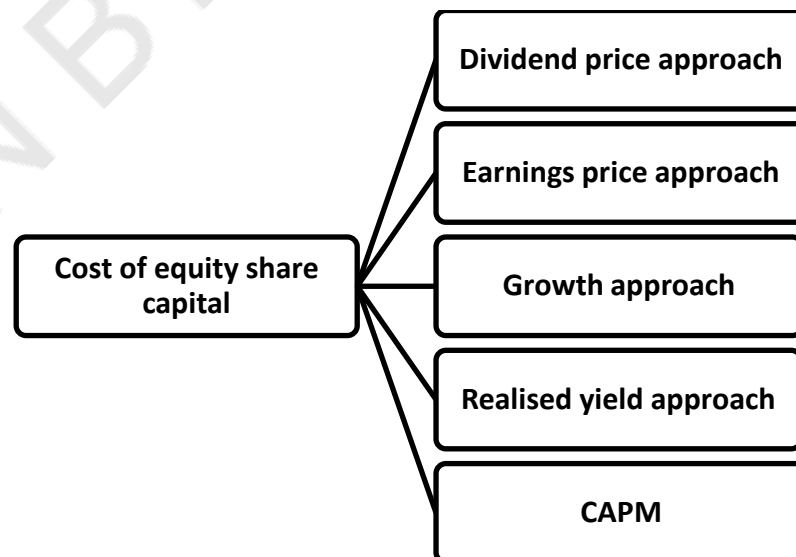 Dividend price approach
Earnings price approach
Cost of equity share
capital
Growth approach
Realised yield approach
CAPM